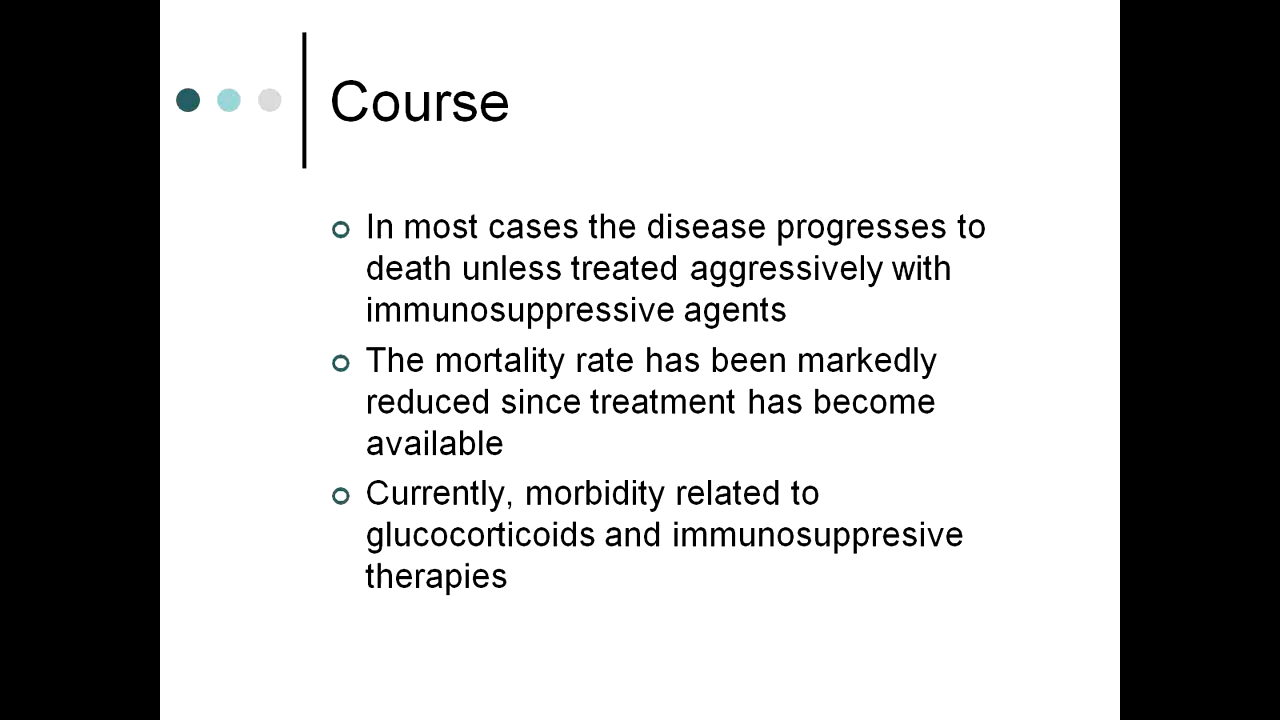 Course
In most cases the disease progresses to
death unless treated aggressively with
immunosuppressive agents
The mortality rate has been markedly
reduced since treatment has become
available
Currently, morbidity related to
glucocorticoids and immunosuppresive
therapies